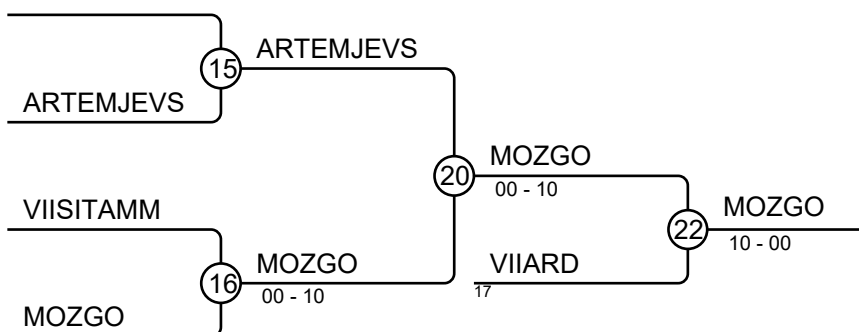 ARTEMJEVS
15
ARTEMJEVS
MOZGO
20
00 - 10
VIISITAMM
MOZGO
22
10 - 00
MOZGO
16
00 - 10
VIIARD
17
MOZGO